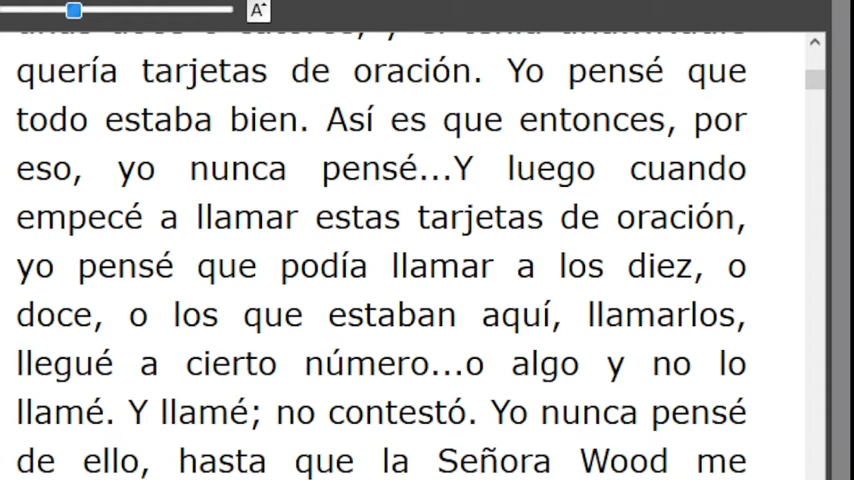 A
quería tarjetas de oración. Yo pensé que
todo estaba bien. Así es que entonces, por
eso, yo nunca pensé...Y luego cuando
empecé a llamar estas tarjetas de oración,
yo pensé que podía llamar a los diez, o
doce, o los que estaban aquí, llamarlos,
llegué a cierto número...o algo y no lo
llamé. Y llamé; no contestó. Yo nunca pensé
de ello, hasta que la Señora Wood me